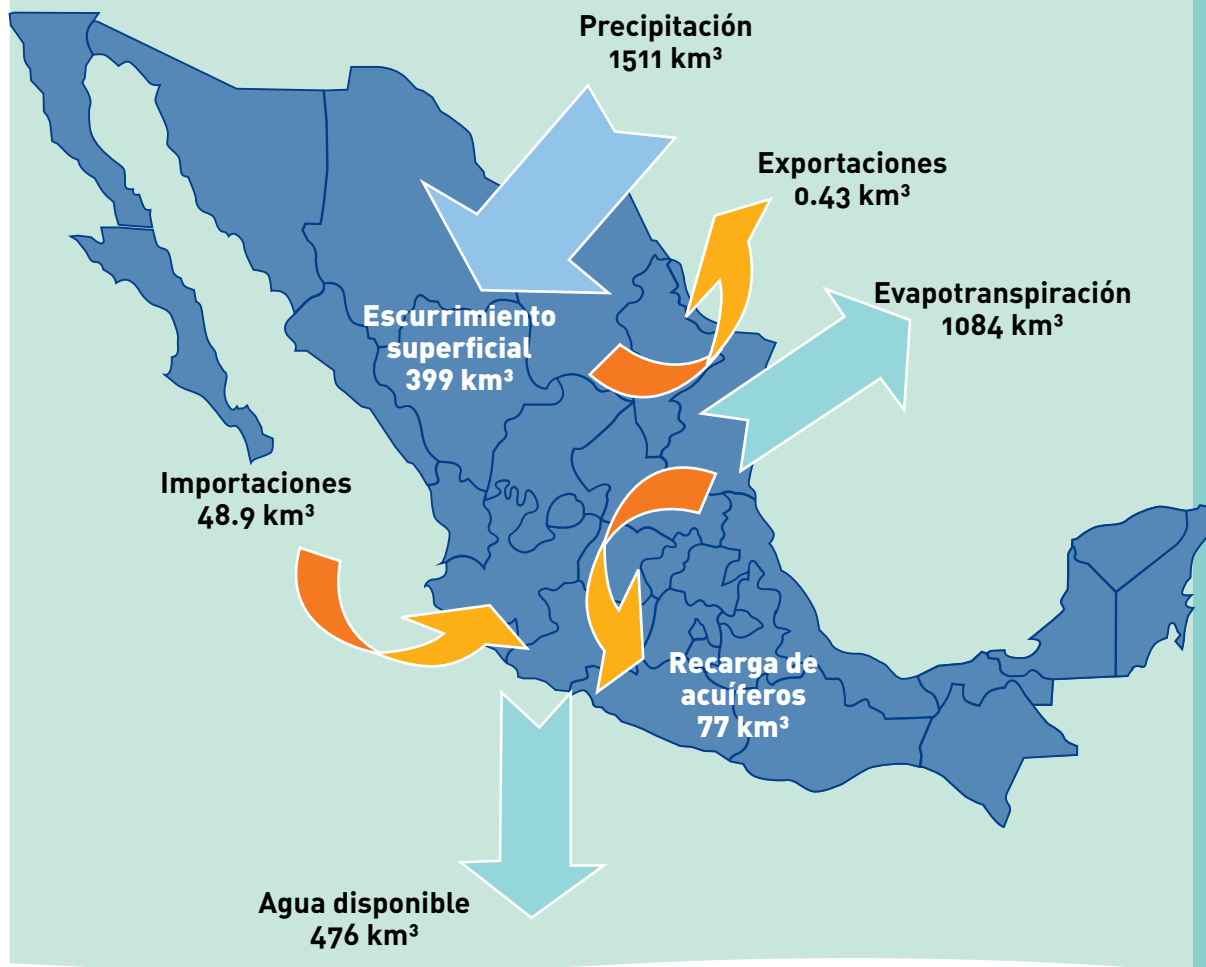 Precipitación
1511 km³
Exportaciones
0.43 km³
Evapotranspiración
1084 km³
Escurrimiento
superficial
399 km³
Importaciones
48.9 km³
Recarga de
acuíferos
77 km³
Agua disponible
476 km³